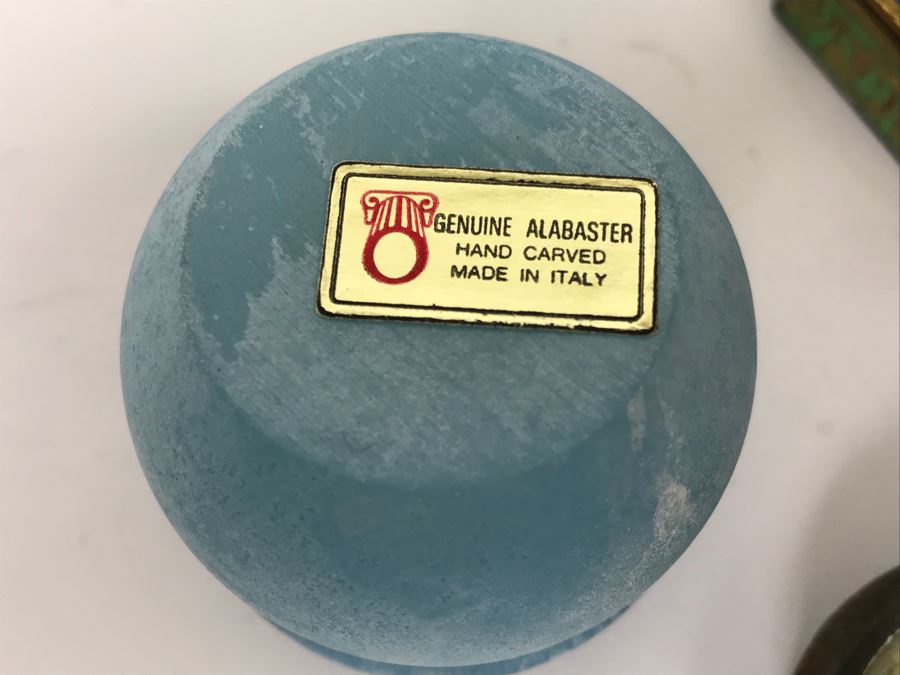 GENUINE ALABASTER
HAND CARVED
MADE IN ITALY